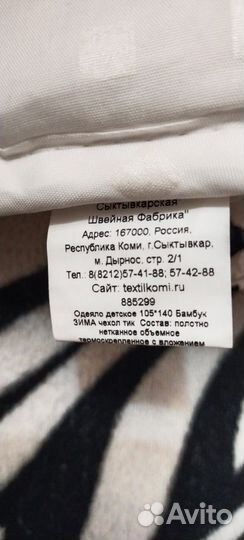 Сыктывкарская
Швейная Фабрика"
Адрес: 167000, Россия,
Республика Коми, г.Сыктывкар,
м. Дырнос, стр. 2/1
Тел.: 8(8212)57-41-88; 57-42-88
Сайт: textilkomi.ru
885299
Одеяло детское 105*140 Бамбук
ЗИМА чехол тик Состав: полотно
нетканное объемное
термоскрепленное с вложением
Avito